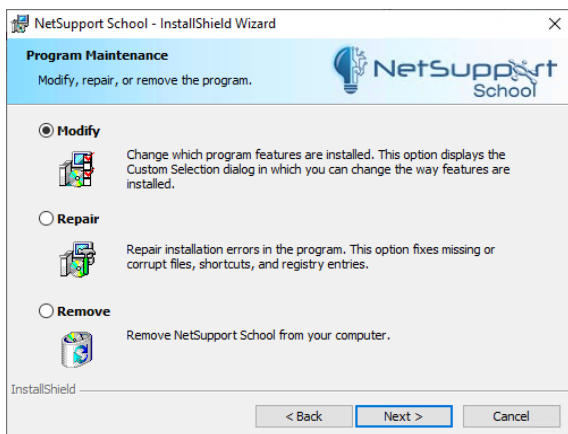 NetSupport School - InstallShield Wizard
Program Maintenance
Modify, repair, or remove the program.
NetSupport
School
Modify
Change which program features are installed. This option displays the
Custom Selection dialog in which you can change the way features are
installed.
Repair
Repair installation errors in the program. This option fixes missing or
corrupt files, shortcuts, and registry entries.
Remove
Remove NetSupport School from your computer.
InstallShield
< Back
Next >
Cancel